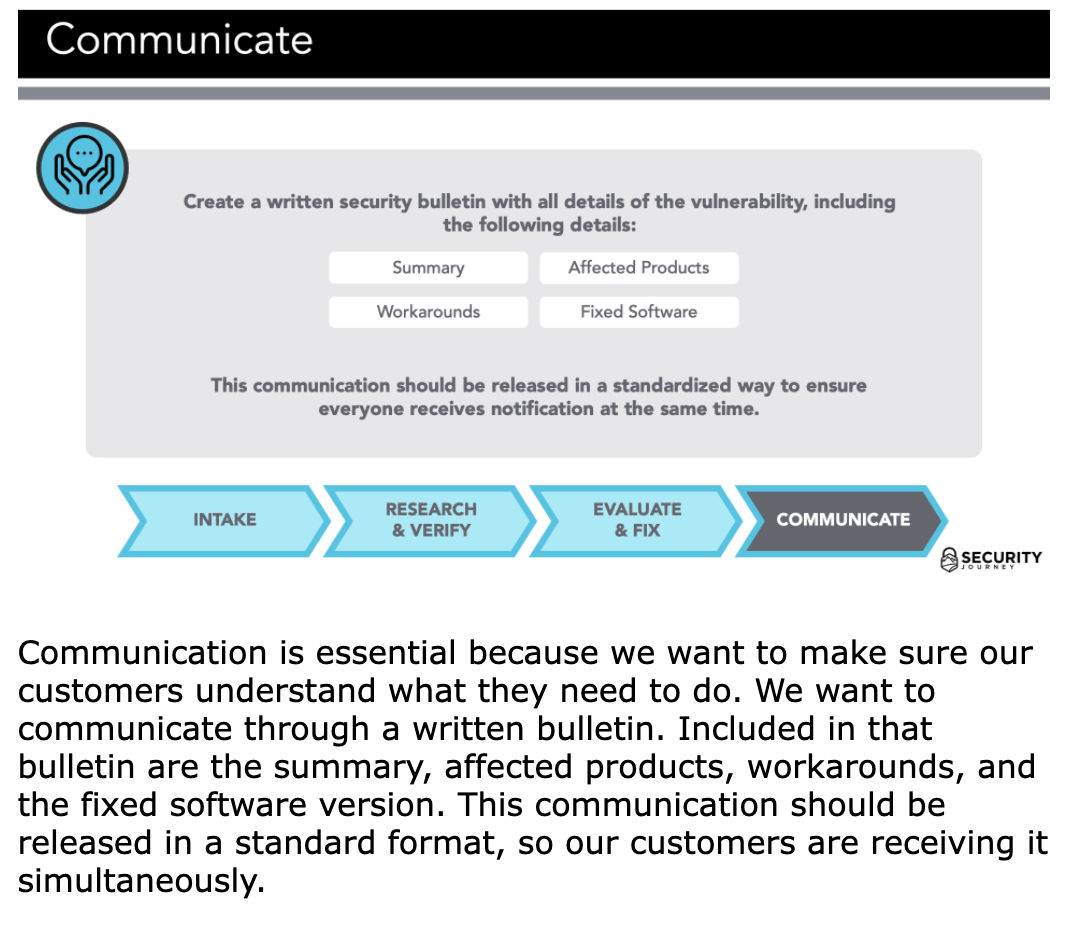 Communicate
Create a written security bulletin with all details of the vulnerability, including
the following details:
Summary
Affected Products
Workarounds
Fixed Software
This communication should be released in a standardized way to ensure
everyone receives notification at the same time.
INTAKE
RESEARCH
& VERIFY
EVALUATE
& FIX
COMMUNICATE
SECURITY
JOURNEY
Communication is essential because we want to make sure our
customers understand what they need to do. We want to
communicate through a written bulletin. Included in that
bulletin are the summary, affected products, workarounds, and
the fixed software version. This communication should be
released in a standard format, so our customers are receiving it
simultaneously.